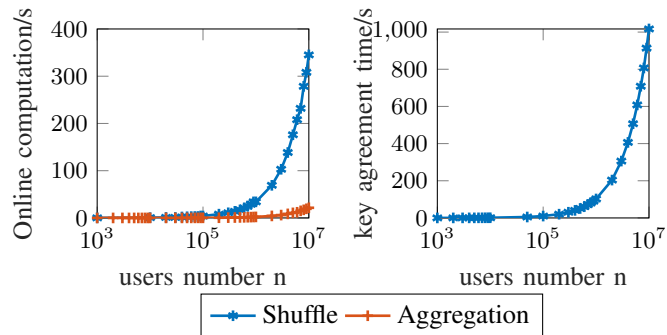 Online computation/s
400
300
200
100
0
10^3
10^5
10^7
users number n
key agreement time/s
1,000
800
600
400
200
0
10^3
10^5
10^7
users number n
Shuffle
Aggregation